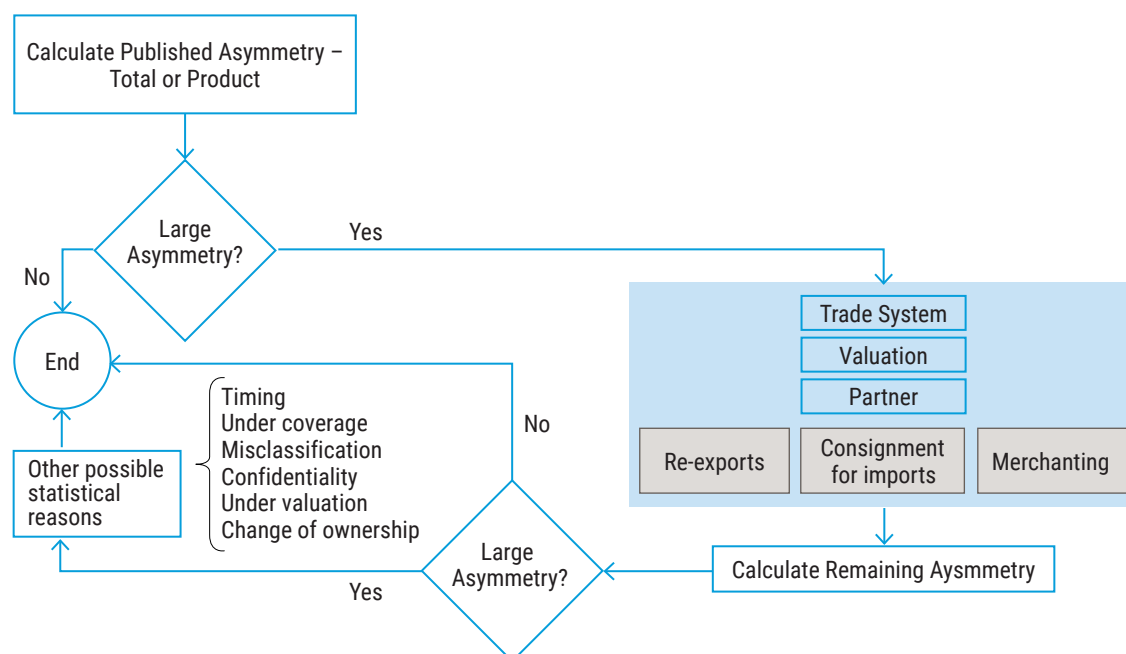 Calculate Published Asymmetry –
Total or Product
Large
Asymmetry?
Yes
No
End
Trade System
Valuation
Partner
Re-exports
Consignment
for imports
Merchanting
Calculate Remaining Aysmmetry
Large
Asymmetry?
No
Yes
Timing
Under coverage
Misclassification
Confidentiality
Under valuation
Change of ownership
Other possible
statistical
reasons